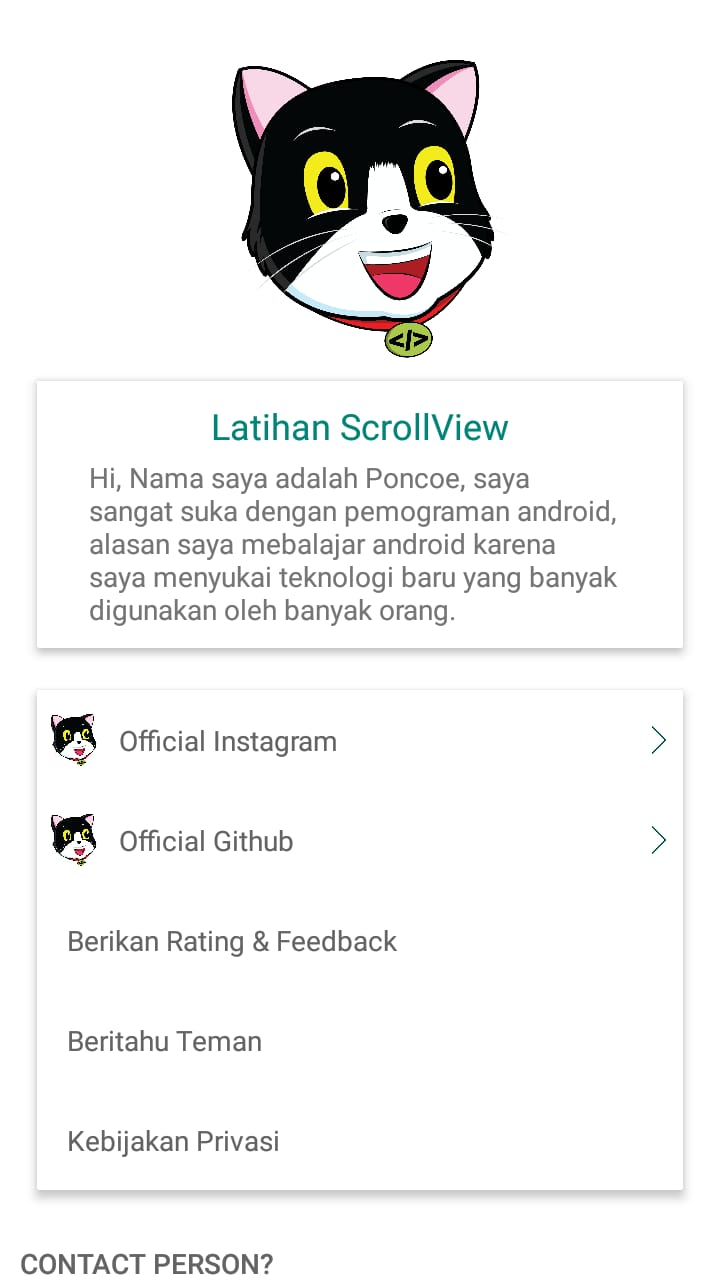 </>
Latihan ScrollView
Hi, Nama saya adalah Poncoe, saya
sangat suka dengan pemograman android,
alasan saya mebalajar android karena
saya menyukai teknologi baru yang banyak
digunakan oleh banyak orang.
Official Instagram
Official Github
Berikan Rating & Feedback
Beritahu Teman
Kebijakan Privasi
CONTACT PERSON?